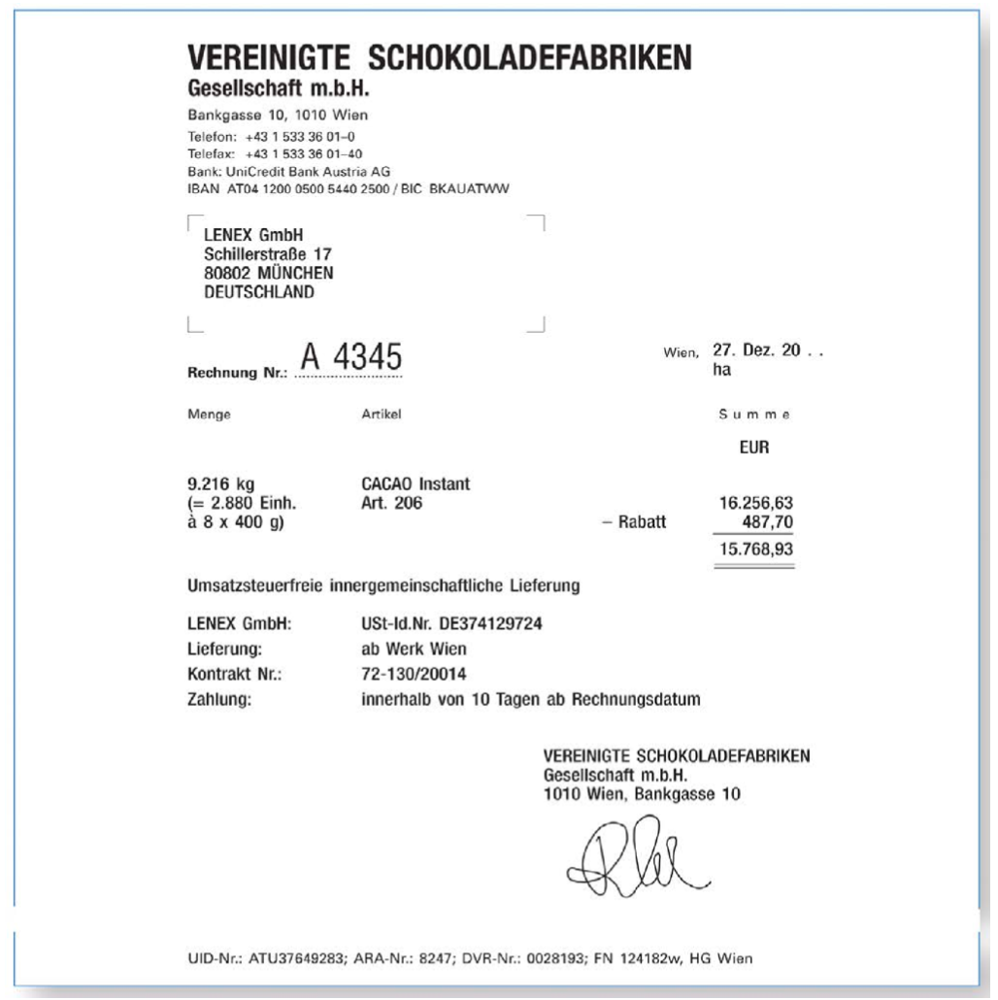 VEREINIGTE SCHOKOLADEFABRIKEN
Gesellschaft m.b.H.
Bankgasse 10, 1010 Wien
Telefon: +43 1 533 36 01–0
Telefax: +43 1 533 36 01–40
Bank: UniCredit Bank Austria AG
IBAN AT04 1200 0500 5440 2500 / BIC BKAUATWW
LENEX GmbH
Schillerstraße 17
80802 MÜNCHEN
DEUTSCHLAND
Rechnung Nr.: A 4345
Wien, 27. Dez. 20 . .
ha
Menge Artikel Summe
EUR
9.216 kg CACAO Instant
(= 2.880 Einh. Art. 206 16.256,63
à 8 x 400 g) – Rabatt 487,70
15.768,93
Umsatzsteuerfreie innergemeinschaftliche Lieferung
LENEX GmbH: USt-Id.Nr. DE374129724
Lieferung: ab Werk Wien
Kontrakt Nr.: 72-130/20014
Zahlung: innerhalb von 10 Tagen ab Rechnungsdatum
VEREINIGTE SCHOKOLADEFABRIKEN
Gesellschaft m.b.H.
1010 Wien, Bankgasse 10
UID-Nr.: ATU37649283; ARA-Nr.: 8247; DVR-Nr.: 0028193; FN 124182w, HG Wien